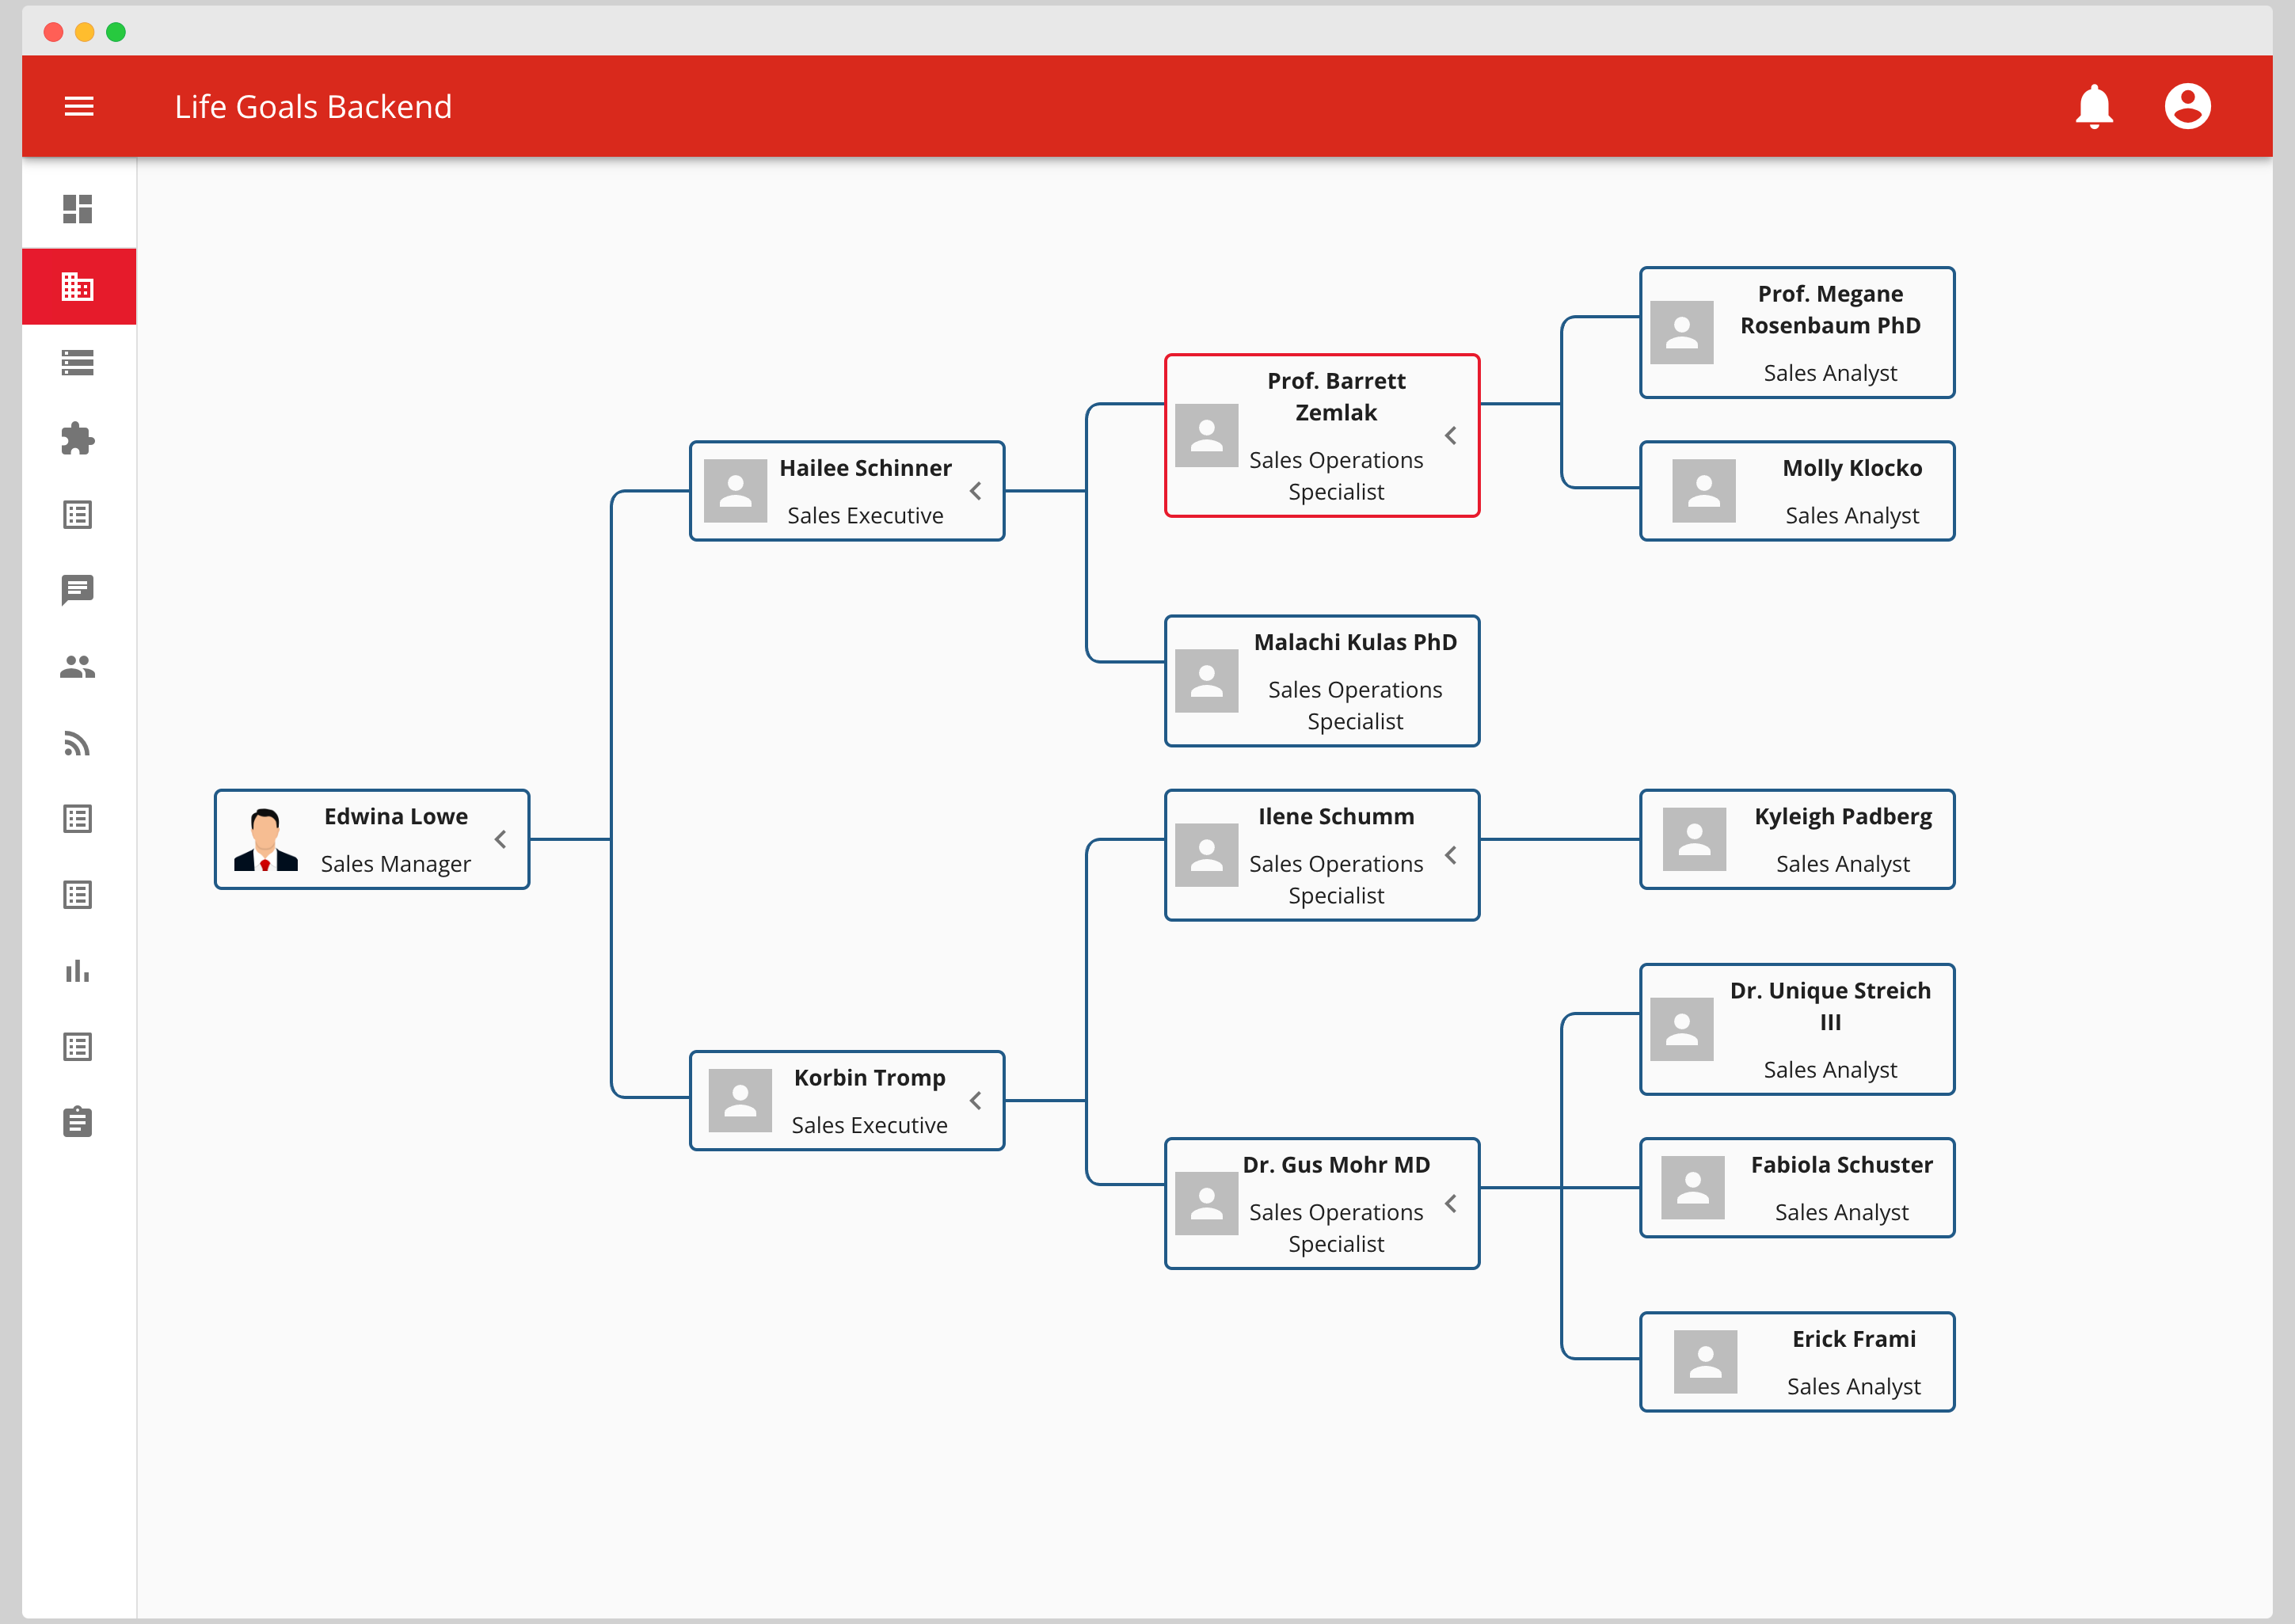 Life Goals Backend
Edwina Lowe
Sales Manager
Hailee Schinner
Sales Executive
Korbin Tromp
Sales Executive
Prof. Barrett
Zemlak
Sales Operations
Specialist
Malachi Kulas PhD
Sales Operations
Specialist
Ilene Schumm
Sales Operations
Specialist
Dr. Gus Mohr MD
Sales Operations
Specialist
Prof. Megane
Rosenbaum PhD
Sales Analyst
Molly Klocko
Sales Analyst
Kyleigh Padberg
Sales Analyst
Dr. Unique Streich
III
Sales Analyst
Fabiola Schuster
Sales Analyst
Erick Frami
Sales Analyst